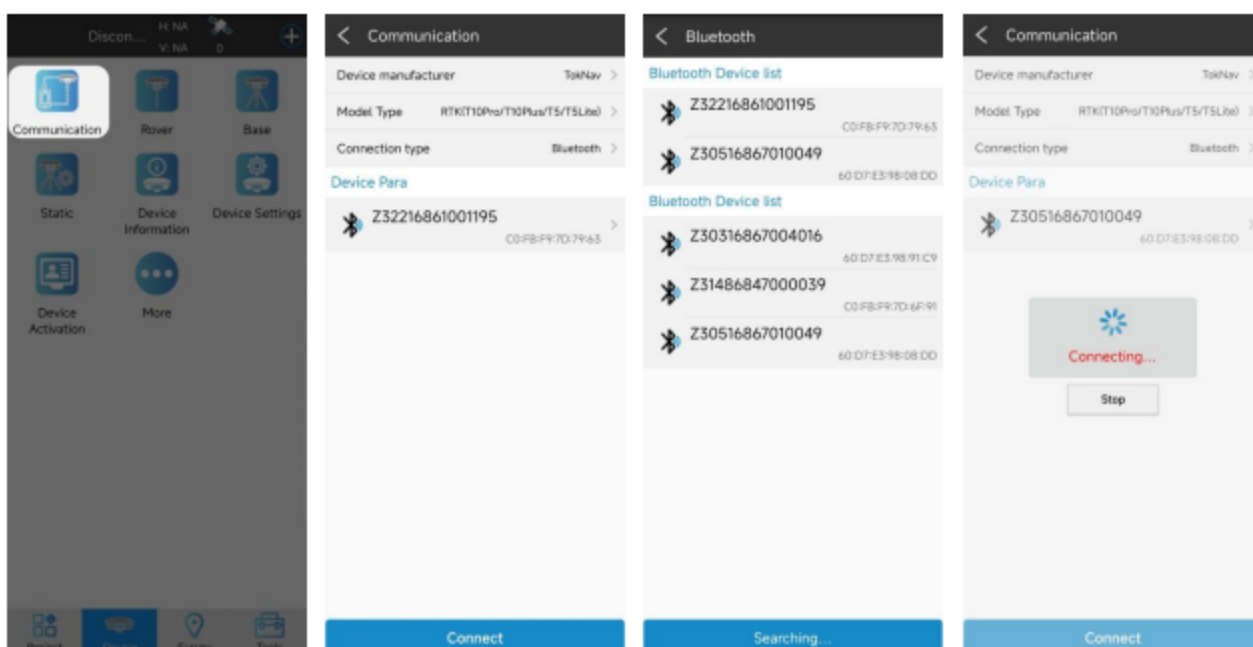 Discon...
H: NA
V: NA
D
Communication
Rover
Base
Static
Device Information
Device Settings
Device Activation
More
Project
Device
Survey
Tools
Communication
Device manufacturer TokNav
Model Type RTK(T10Pro/T10Plus/T5/T5Lite)
Connection type Bluetooth
Device Para
Z32216861001195
C0:FB:F9:7D:79:63
Connect
Bluetooth
Bluetooth Device list
Z32216861001195
C0:FB:F9:7D:79:63
Z30516867010049
60:D7:E3:98:08:DD
Bluetooth Device list
Z30316867004016
60:D7:E3:98:91:C9
Z31486847000039
C0:FB:F9:7D:6F:91
Z30516867010049
60:D7:E3:98:08:DD
Searching...
Communication
Device manufacturer TokNav
Model Type RTK(T10Pro/T10Plus/T5/T5Lite)
Connection type Bluetooth
Device Para
Z30516867010049
60:D7:E3:98:08:DD
Connecting...
Stop
Connect